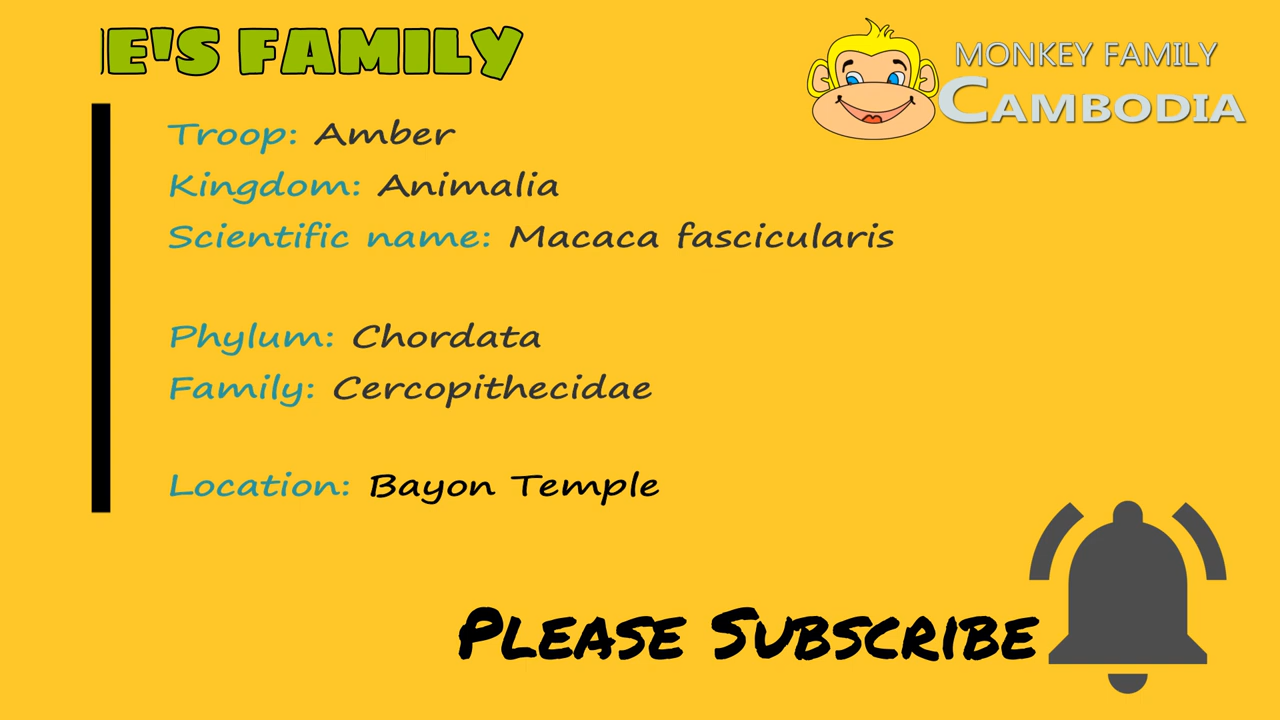 E'S FAMILY
MONKEY FAMILY
CAMBODIA
Troop: Amber
Kingdom: Animalia
Scientific name: Macaca fascicularis
Phylum: Chordata
Family: Cercopithecidae
Location: Bayon Temple
Please Subscribe